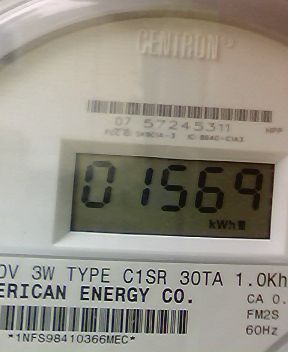 CENTRON®
07 57245311
HPP
01569
kWh
0V 3W TYPE C1SR 30TA 1.0Kh
ERICAN ENERGY CO.
CA 0.
FM2S
60Hz
*1NFS98410366MEC*